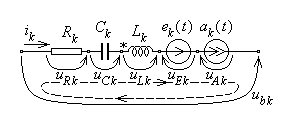 i_k R_k C_k L_k e_k(t) a_k(t)
*
u_Rk u_Ck u_Lk u_Ek u_Ak
u_bk